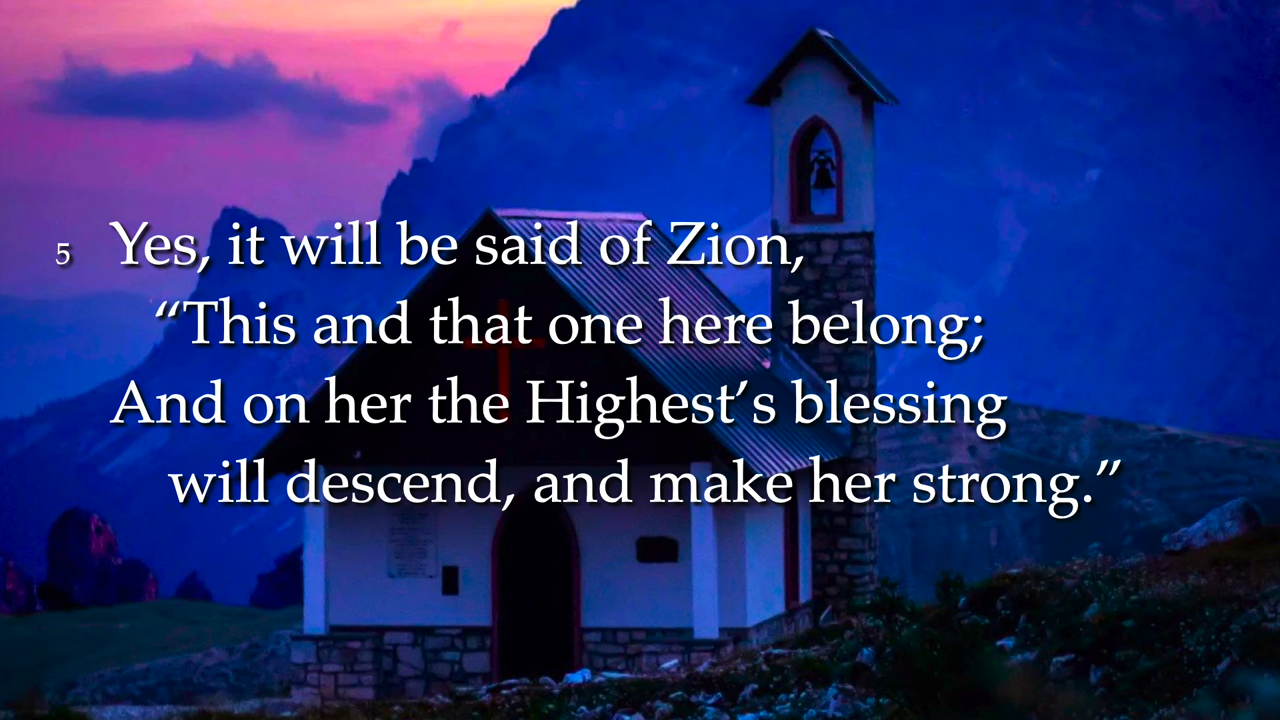 5 Yes, it will be said of Zion,
“This and that one here belong;
And on her the Highest’s blessing
will descend, and make her strong.”